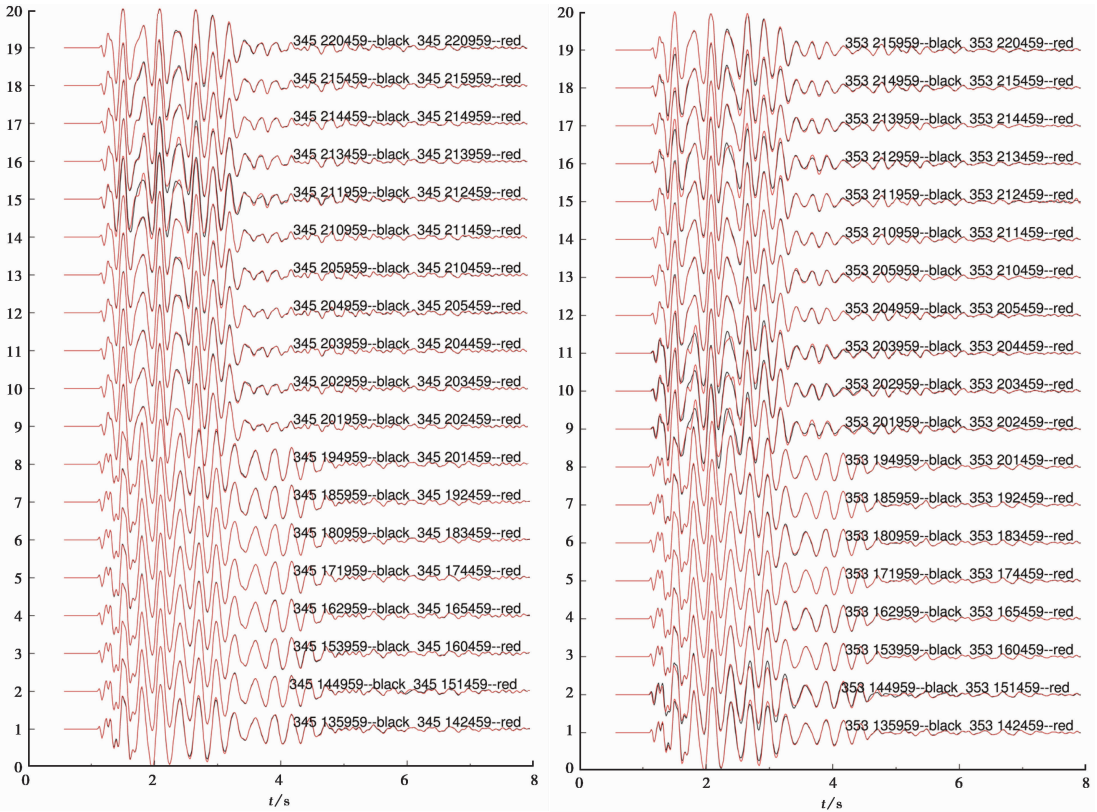 20
19
345 220459--black 345 220959--red
18
345 215459--black 345 215959--red
17
345 214459--black 345 214959--red
16
345 213459--black 345 213959--red
15
345 211959--black 345 212459--red
14
345 210959--black 345 211459--red
13
345 205959--black 345 210459--red
12
345 204959--black 345 205459--red
11
345 203959--black 345 204459--red
10
345 202959--black 345 203459--red
9
345 201959--black 345 202459--red
8
345 194959--black 345 201459--red
7
345 185959--black 345 192459--red
6
345 180959--black 345 183459--red
5
345 171959--black 345 174459--red
4
345 162959--black 345 165459--red
3
345 153959--black 345 160459--red
2
345 144959--black 345 151459--red
1
345 135959--black 345 142459--red
0 2 4 6 8
t/s
20
19
353 215959--black 353 220459--red
18
353 214959--black 353 215459--red
17
353 213959--black 353 214459--red
16
353 212959--black 353 213459--red
15
353 211959--black 353 212459--red
14
353 210959--black 353 211459--red
13
353 205959--black 353 210459--red
12
353 204959--black 353 205459--red
11
353 203959--black 353 204459--red
10
353 202959--black 353 203459--red
9
353 201959--black 353 202459--red
8
353 194959--black 353 201459--red
7
353 185959--black 353 192459--red
6
353 180959--black 353 183459--red
5
353 171959--black 353 174459--red
4
353 162959--black 353 165459--red
3
353 153959--black 353 160459--red
2
353 144959--black 353 151459--red
1
353 135959--black 353 142459--red
0 2 4 6 8
t/s